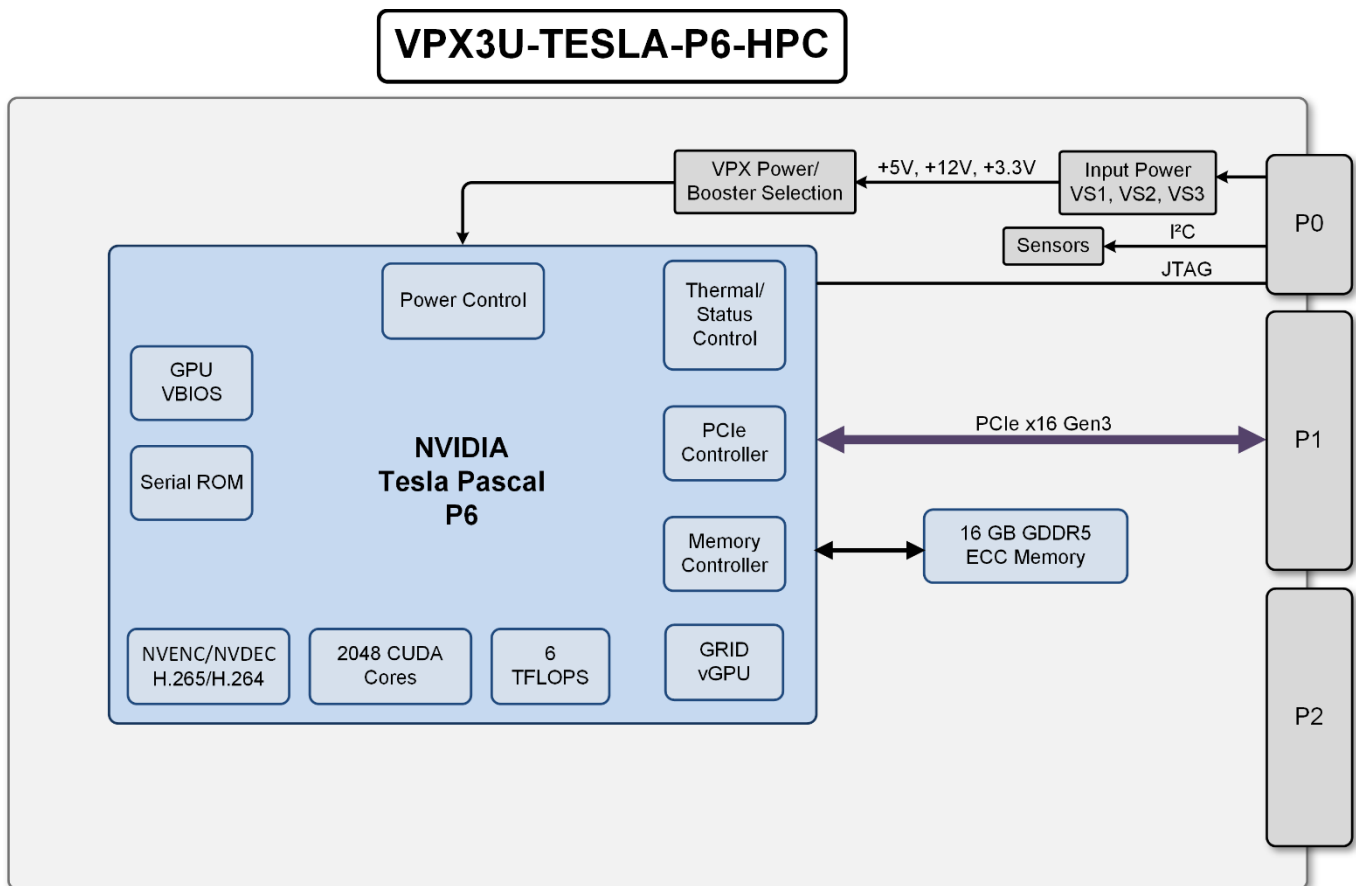 VPX3U-TESLA-P6-HPC
VPX Power/
Booster Selection
+5V, +12V, +3.3V
Input Power
VS1, VS2, VS3
P0
I²C
Sensors
JTAG
Power Control
Thermal/
Status
Control
GPU
VBIOS
Serial ROM
NVIDIA
Tesla Pascal
P6
PCIe
Controller
PCIe x16 Gen3
P1
Memory
Controller
16 GB GDDR5
ECC Memory
NVENC/NVDEC
H.265/H.264
2048 CUDA
Cores
6
TFLOPS
GRID
vGPU
P2